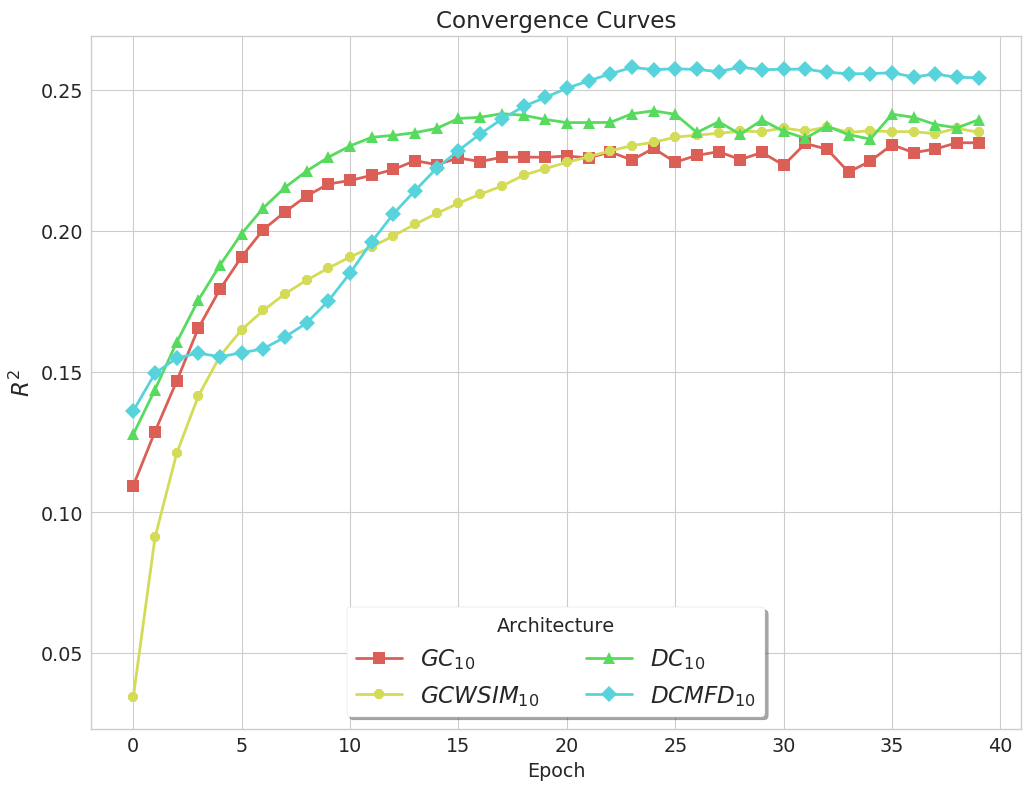 Convergence Curves
R²
0.25
0.20
0.15
0.10
0.05
Architecture
GC₁₀ DC₁₀
GCWSIM₁₀ DCMFD₁₀
0 5 10 15 20 25 30 35 40
Epoch